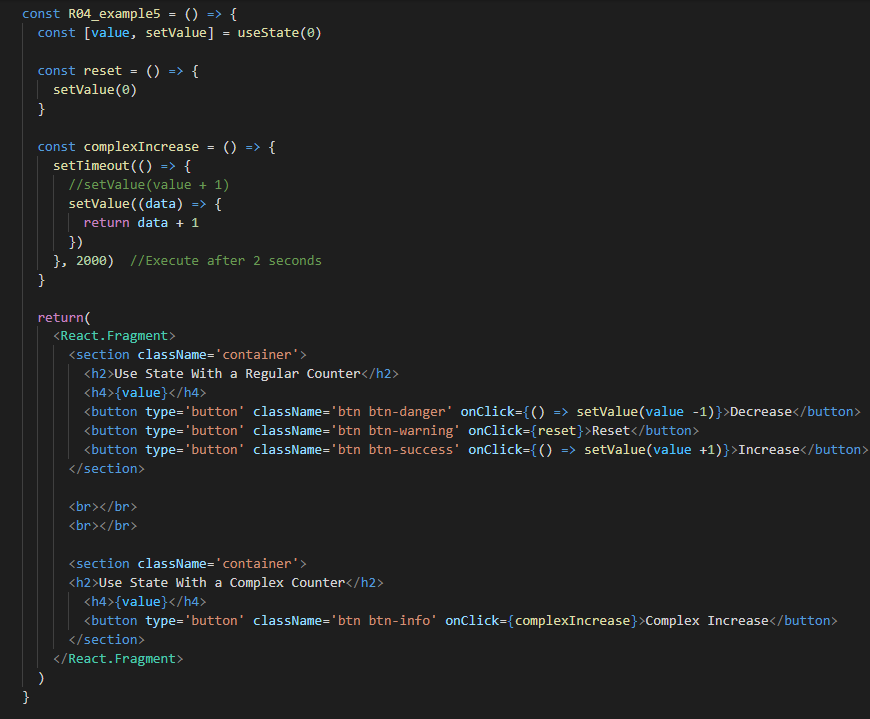 const R04_example5 = () => {
  const [value, setValue] = useState(0)

  const reset = () => {
    setValue(0)
  }

  const complexIncrease = () => {
    setTimeout(() => {
      //setValue(value + 1)
      setValue((data) => {
        return data + 1
      })
    }, 2000)  //Execute after 2 seconds
  }

  return(
    <React.Fragment>
      <section className='container'>
        <h2>Use State With a Regular Counter</h2>
        <h4>{value}</h4>
        <button type='button' className='btn btn-danger' onClick={() => setValue(value -1)}>Decrease</button>
        <button type='button' className='btn btn-warning' onClick={reset}>Reset</button>
        <button type='button' className='btn btn-success' onClick={() => setValue(value +1)}>Increase</button>
      </section>

      <br></br>
      <br></br>

      <section className='container'>
      <h2>Use State With a Complex Counter</h2>
        <h4>{value}</h4>
        <button type='button' className='btn btn-info' onClick={complexIncrease}>Complex Increase</button>
      </section>
    </React.Fragment>
  )
}